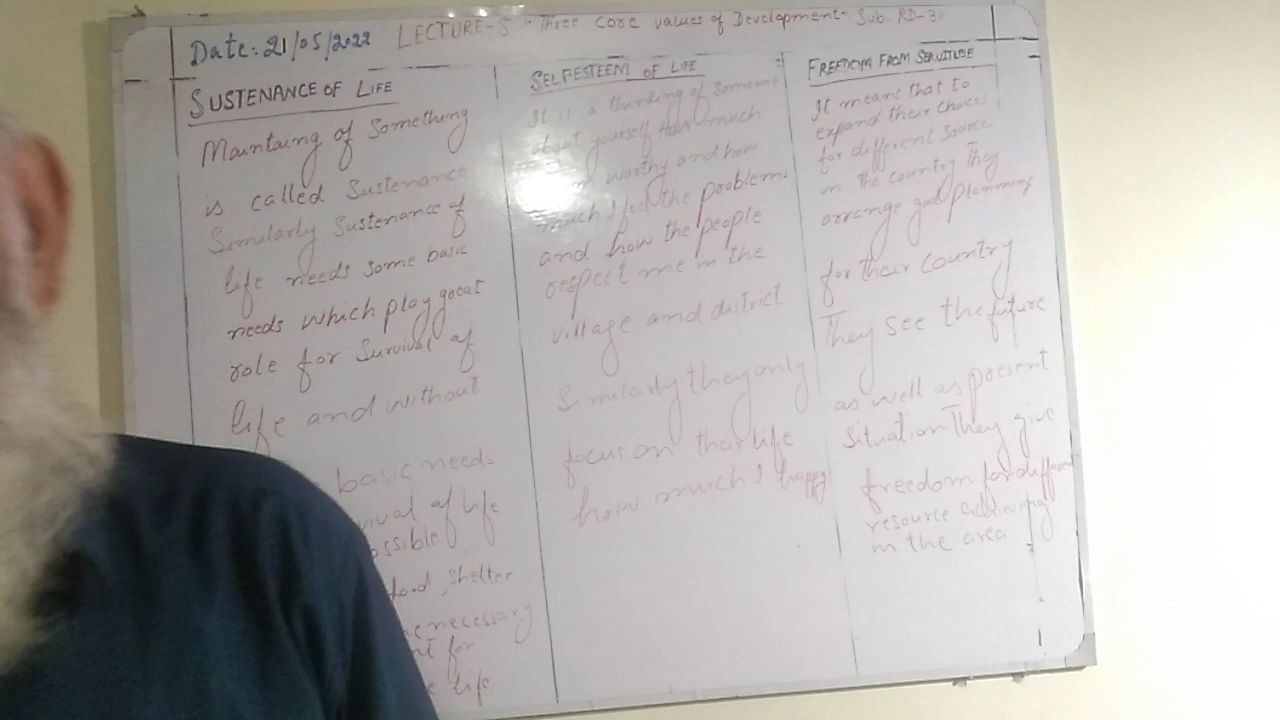 Date: 21/05/2022 LECTURE-5 "Three Core values of Development" Sub. RD-311
SUSTENANCE OF LIFE
Maintaing of Something
is called Sustenance
Similarly Sustenance of
life needs some basic
needs which play great
role for Survival of
life and without
basic needs
vival of life
ossible
food, shelter
necessary
for
life
SELFESTEEM OF LIFE
It is a thinking of someone
about yourself How much
worthy and how
much I feel the problems
and how the people
respect me in the
village and district
Similarly they only
focus on their life
how much I happy
FREEDOM FROM SERVITUDE
It means that to
expand their choices
for different sources
in the country They
arrange good planning
for their country
They see the future
as well as present
Situation They give
freedom for different
resource achieving
in the area